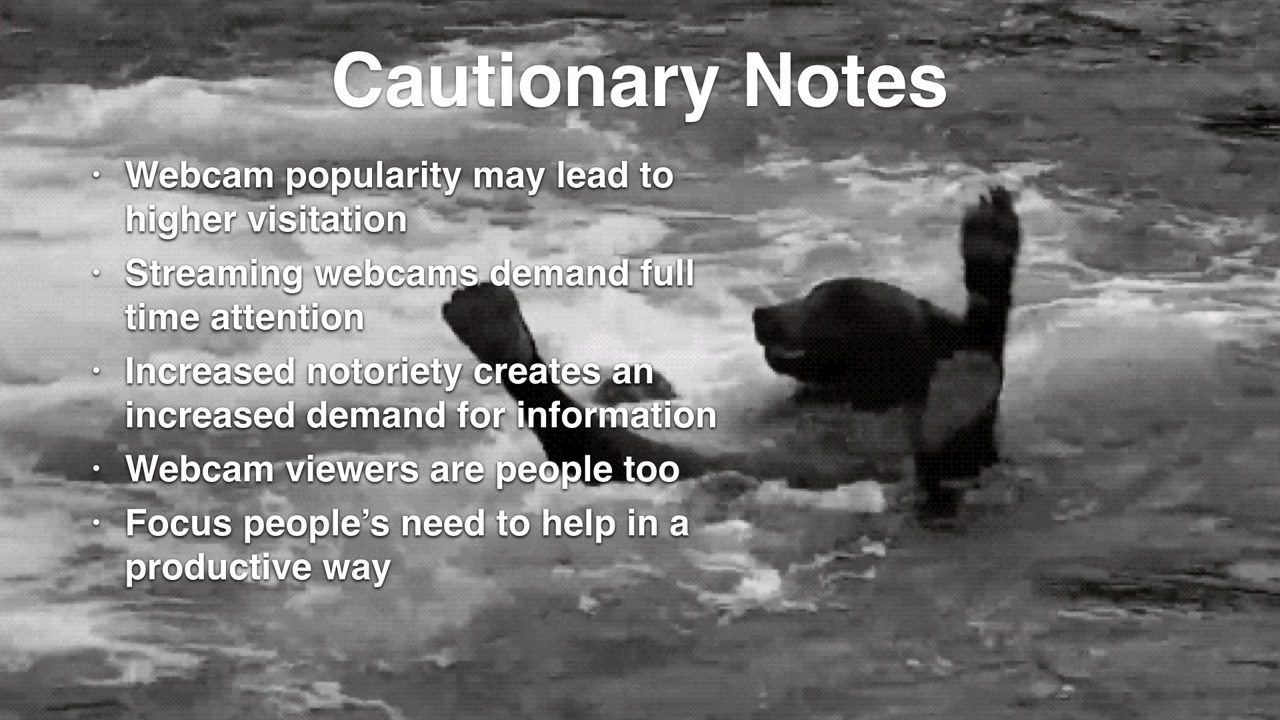 Cautionary Notes
• Webcam popularity may lead to
higher visitation
• Streaming webcams demand full
time attention
• Increased notoriety creates an
increased demand for information
• Webcam viewers are people too
• Focus people’s need to help in a
productive way